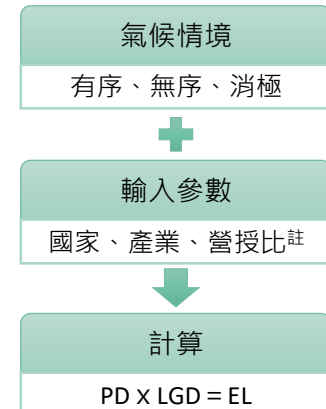 氣候情境
有序、無序、消極
輸入參數
國家、產業、營授比註
計算
PD x LGD = EL